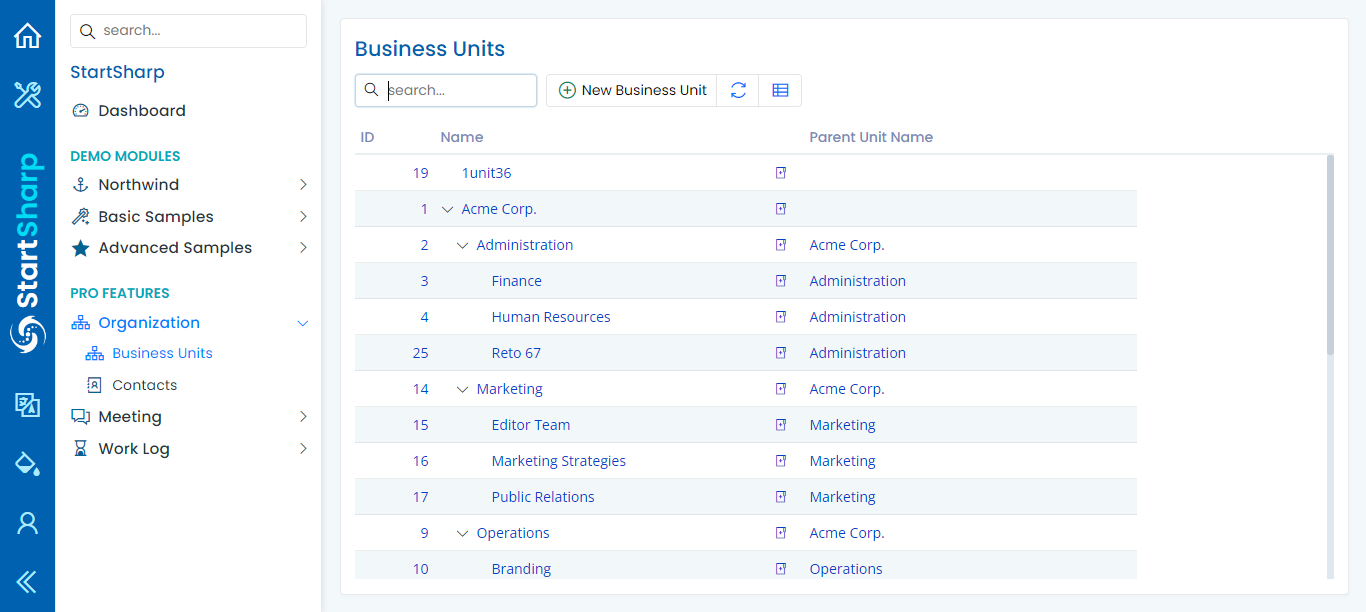 StartSharp
search...
StartSharp
Dashboard
DEMO MODULES
Northwind
Basic Samples
Advanced Samples
PRO FEATURES
Organization
Business Units
Contacts
Meeting
Work Log
Business Units
search...
New Business Unit
ID Name Parent Unit Name
19 1unit36
1 Acme Corp.
2 Administration Acme Corp.
3 Finance Administration
4 Human Resources Administration
25 Reto 67 Administration
14 Marketing Acme Corp.
15 Editor Team Marketing
16 Marketing Strategies Marketing
17 Public Relations Marketing
9 Operations Acme Corp.
10 Branding Operations